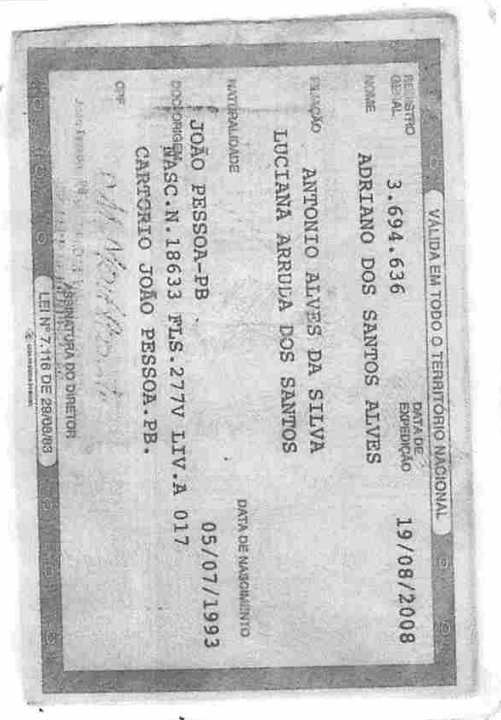 VÁLIDA EM TODO O TERRITÓRIO NACIONAL
REGISTRO GERAL 3.694.636 DATA DE EXPEDIÇÃO 19/08/2008
NOME ADRIANO DOS SANTOS ALVES
FILIAÇÃO ANTONIO ALVES DA SILVA
LUCIANA ARRUDA DOS SANTOS
NATURALIDADE DATA DE NASCIMENTO
JOÃO PESSOA-PB 05/07/1993
DOC.ORIGEM NASC.N.18633 FLS.277V LIV.A 017
CARTORIO JOÃO PESSOA.PB.
CPF
ASSINATURA DO DIRETOR
LEI Nº 7.116 DE 29/08/83